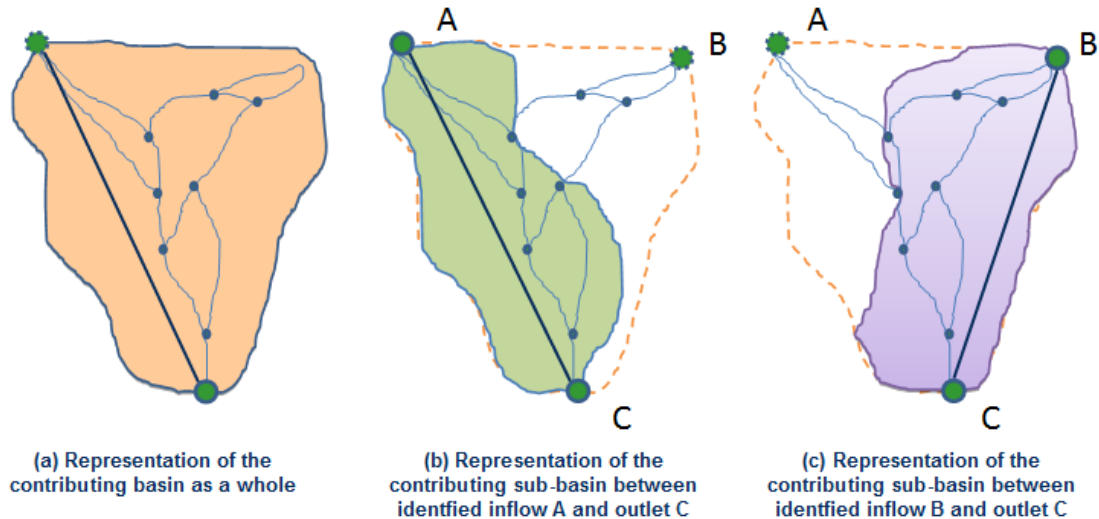 A
B
C
A
B
C
(a) Representation of the
contributing basin as a whole
(b) Representation of the
contributing sub-basin between
identfied inflow A and outlet C
(c) Representation of the
contributing sub-basin between
identfied inflow B and outlet C